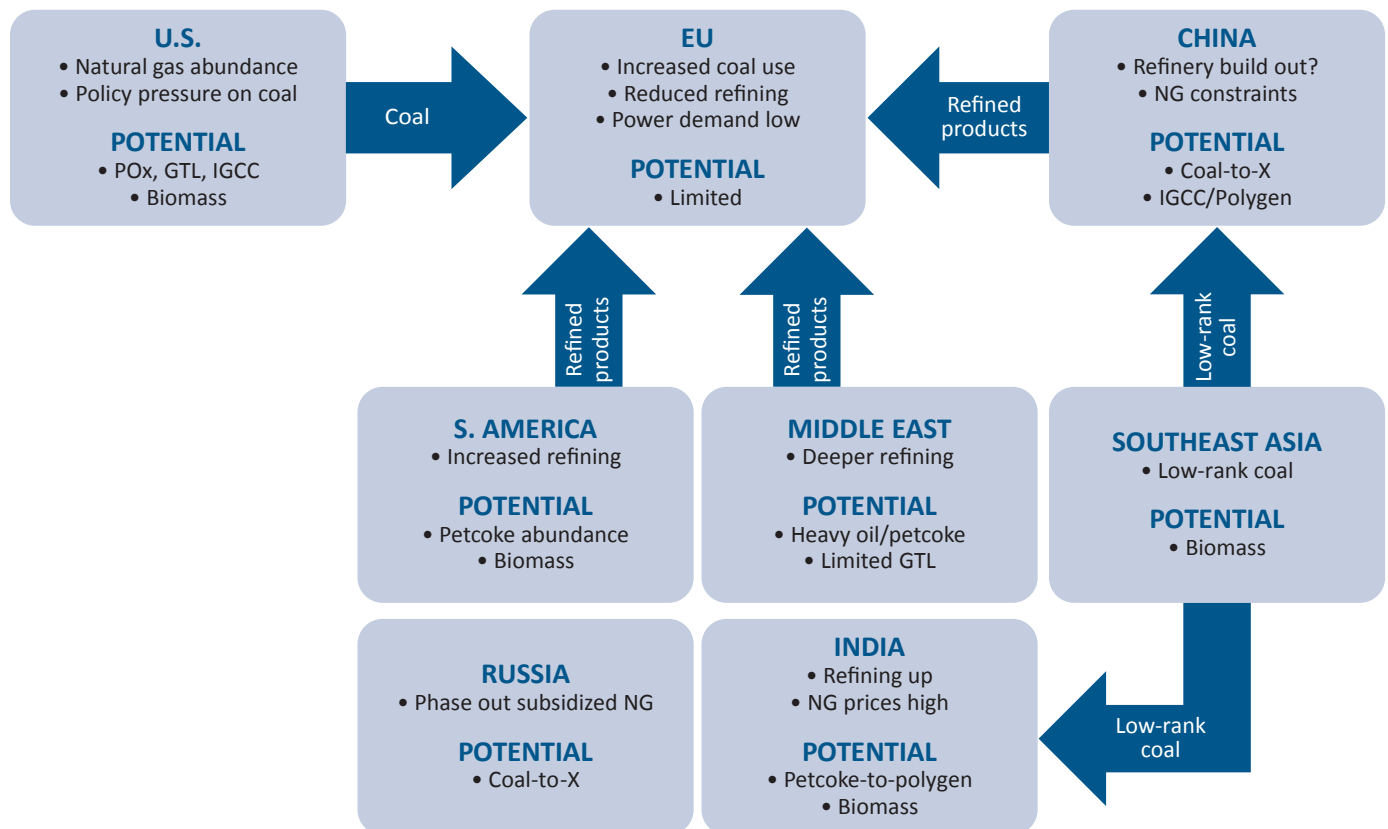 U.S.
• Natural gas abundance
• Policy pressure on coal
POTENTIAL
• POx, GTL, IGCC
• Biomass
Coal
EU
• Increased coal use
• Reduced refining
• Power demand low
POTENTIAL
• Limited
Refined
products
CHINA
• Refinery build out?
• NG constraints
POTENTIAL
• Coal-to-X
• IGCC/Polygen
Refined
products
Refined
products
Low-rank
coal
S. AMERICA
• Increased refining
POTENTIAL
• Petcoke abundance
• Biomass
MIDDLE EAST
• Deeper refining
POTENTIAL
• Heavy oil/petcoke
• Limited GTL
SOUTHEAST ASIA
• Low-rank coal
POTENTIAL
• Biomass
RUSSIA
• Phase out subsidized NG
POTENTIAL
• Coal-to-X
INDIA
• Refining up
• NG prices high
POTENTIAL
• Petcoke-to-polygen
• Biomass
Low-rank
coal